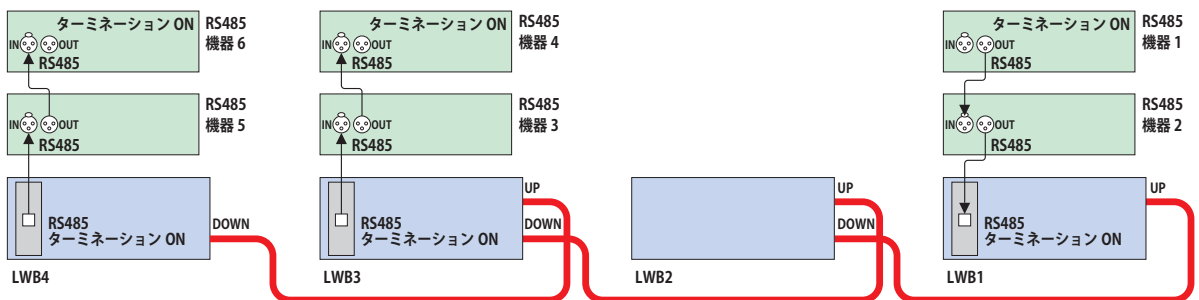 ターミネーション ON
IN
OUT
RS485
RS485
機器 6
ターミネーション ON
IN
OUT
RS485
RS485
機器 4
ターミネーション ON
IN
OUT
RS485
RS485
機器 1
IN
OUT
RS485
RS485
機器 5
IN
OUT
RS485
RS485
機器 3
IN
OUT
RS485
RS485
機器 2
RS485
ターミネーション ON
DOWN
LWB4
RS485
ターミネーション ON
UP
DOWN
LWB3
UP
DOWN
LWB2
RS485
ターミネーション ON
UP
LWB1